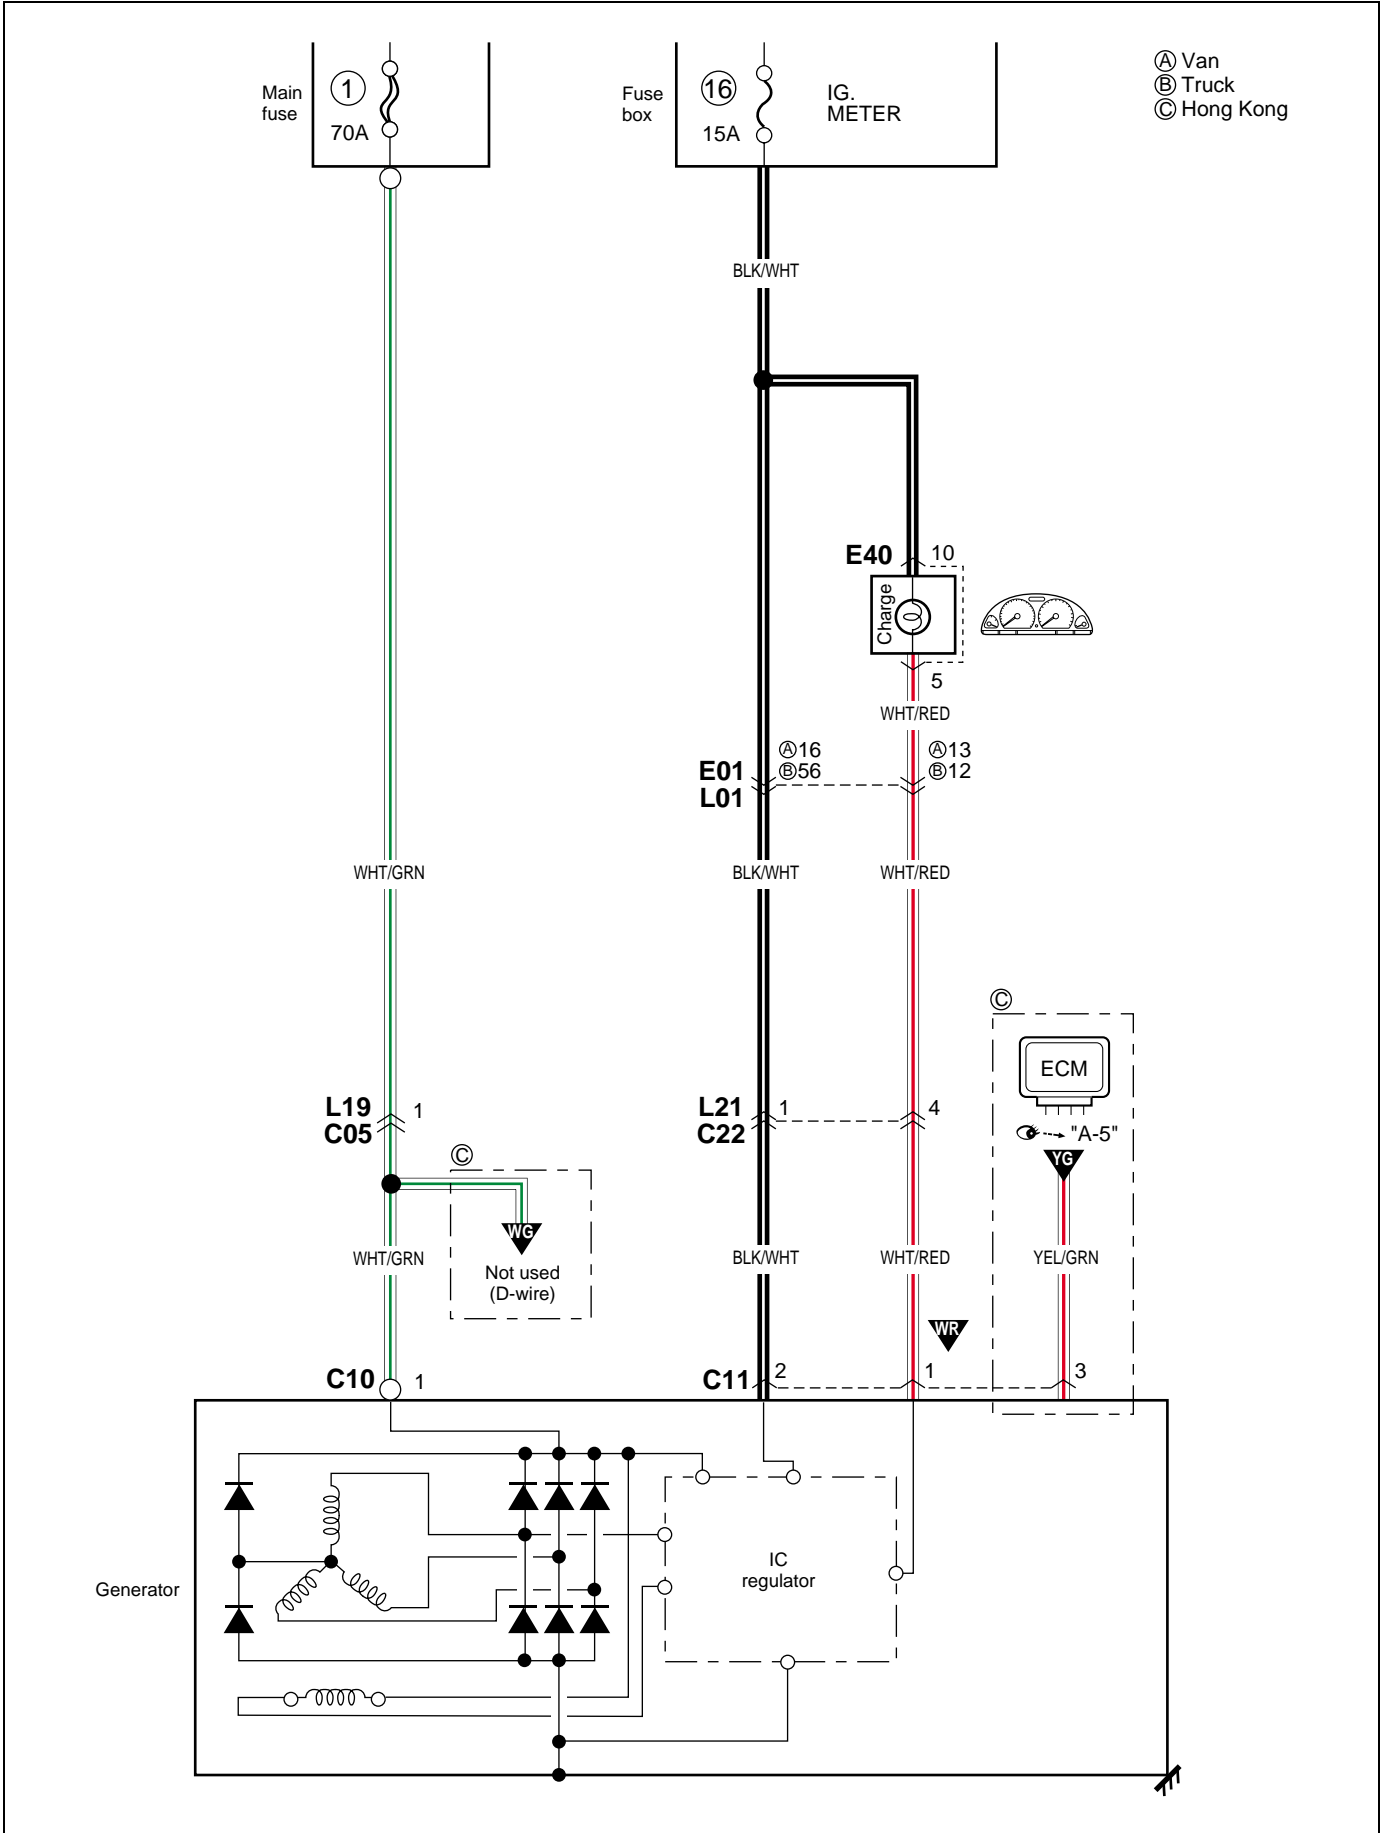 Main
fuse
1
70A
Fuse
box
16
15A
IG.
METER
A Van
B Truck
C Hong Kong
BLK/WHT
E40
10
Charge
5
WHT/RED
E01
L01
A16
B56
A13
B12
WHT/GRN
BLK/WHT
WHT/RED
C
ECM
"A-5"
YG
L19
C05
1
L21
C22
1
4
C
WG
Not used
(D-wire)
WHT/GRN
BLK/WHT
WHT/RED
YEL/GRN
WR
C10
1
C11
2
1
3
Generator
IC
regulator